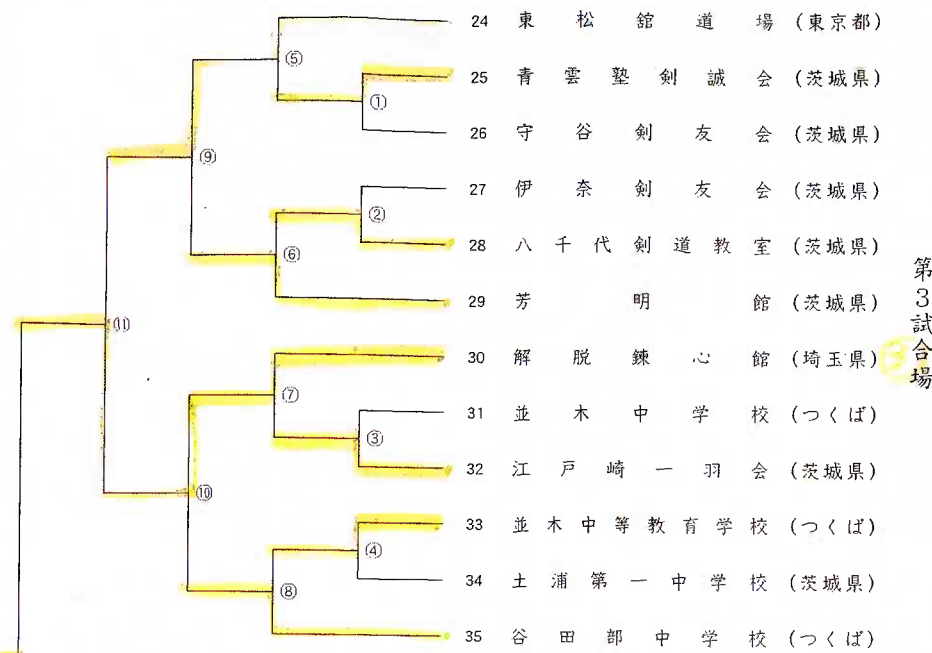 24 東松舘道場 (東京都)
25 青雲塾剣誠会 (茨城県)
26 守谷剣友会 (茨城県)
27 伊奈剣友会 (茨城県)
28 八千代剣道教室 (茨城県)
29 芳明館 (茨城県)
30 解脱錬心館 (埼玉県)
31 並木中学校 (つくば)
32 江戸崎一羽会 (茨城県)
33 並木中等教育学校 (つくば)
34 土浦第一中学校 (茨城県)
35 谷田部中学校 (つくば)
⑤
①
⑨
②
⑥
⑪
⑦
③
⑩
④
⑧
第3試合場